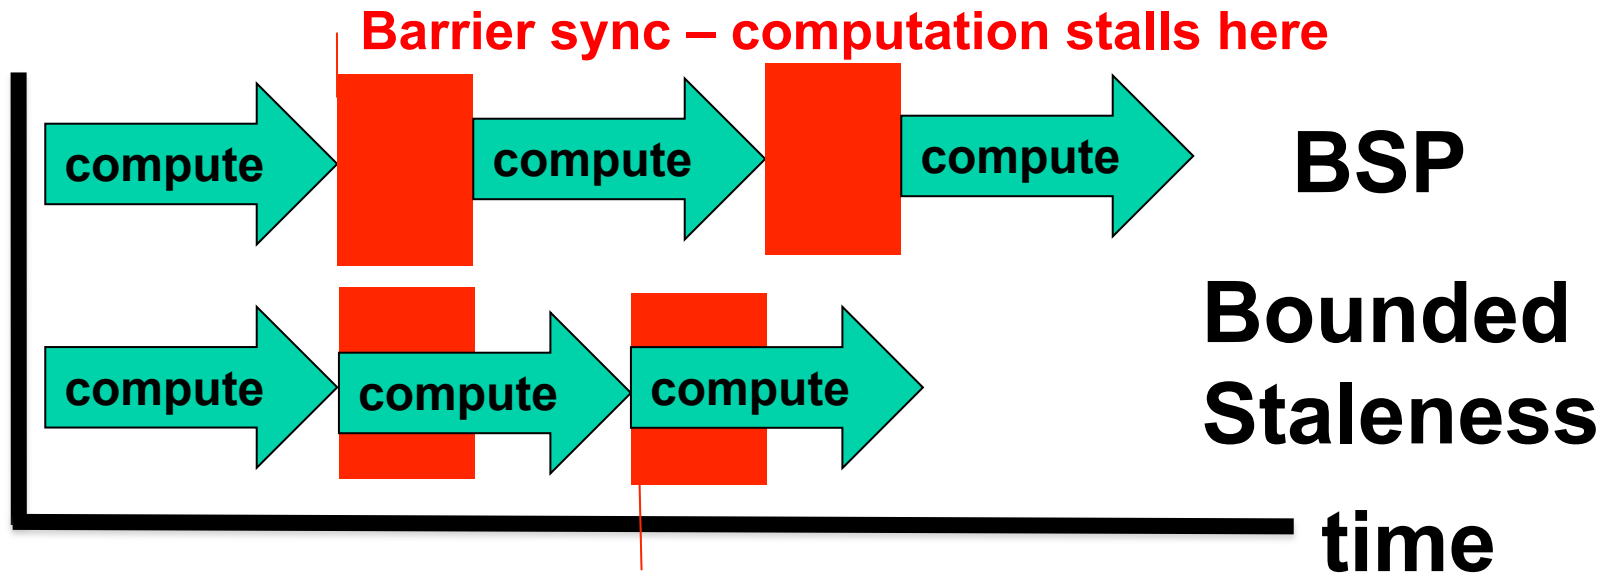 Barrier sync – computation stalls here
compute
compute
compute
BSP
compute
compute
compute
Bounded
Staleness
time